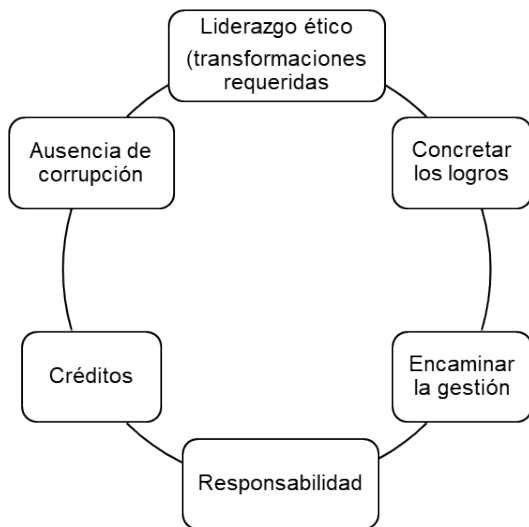 Liderazgo ético
(transformaciones
requeridas
Concretar
los logros
Encaminar
la gestión
Responsabilidad
Créditos
Ausencia de
corrupción